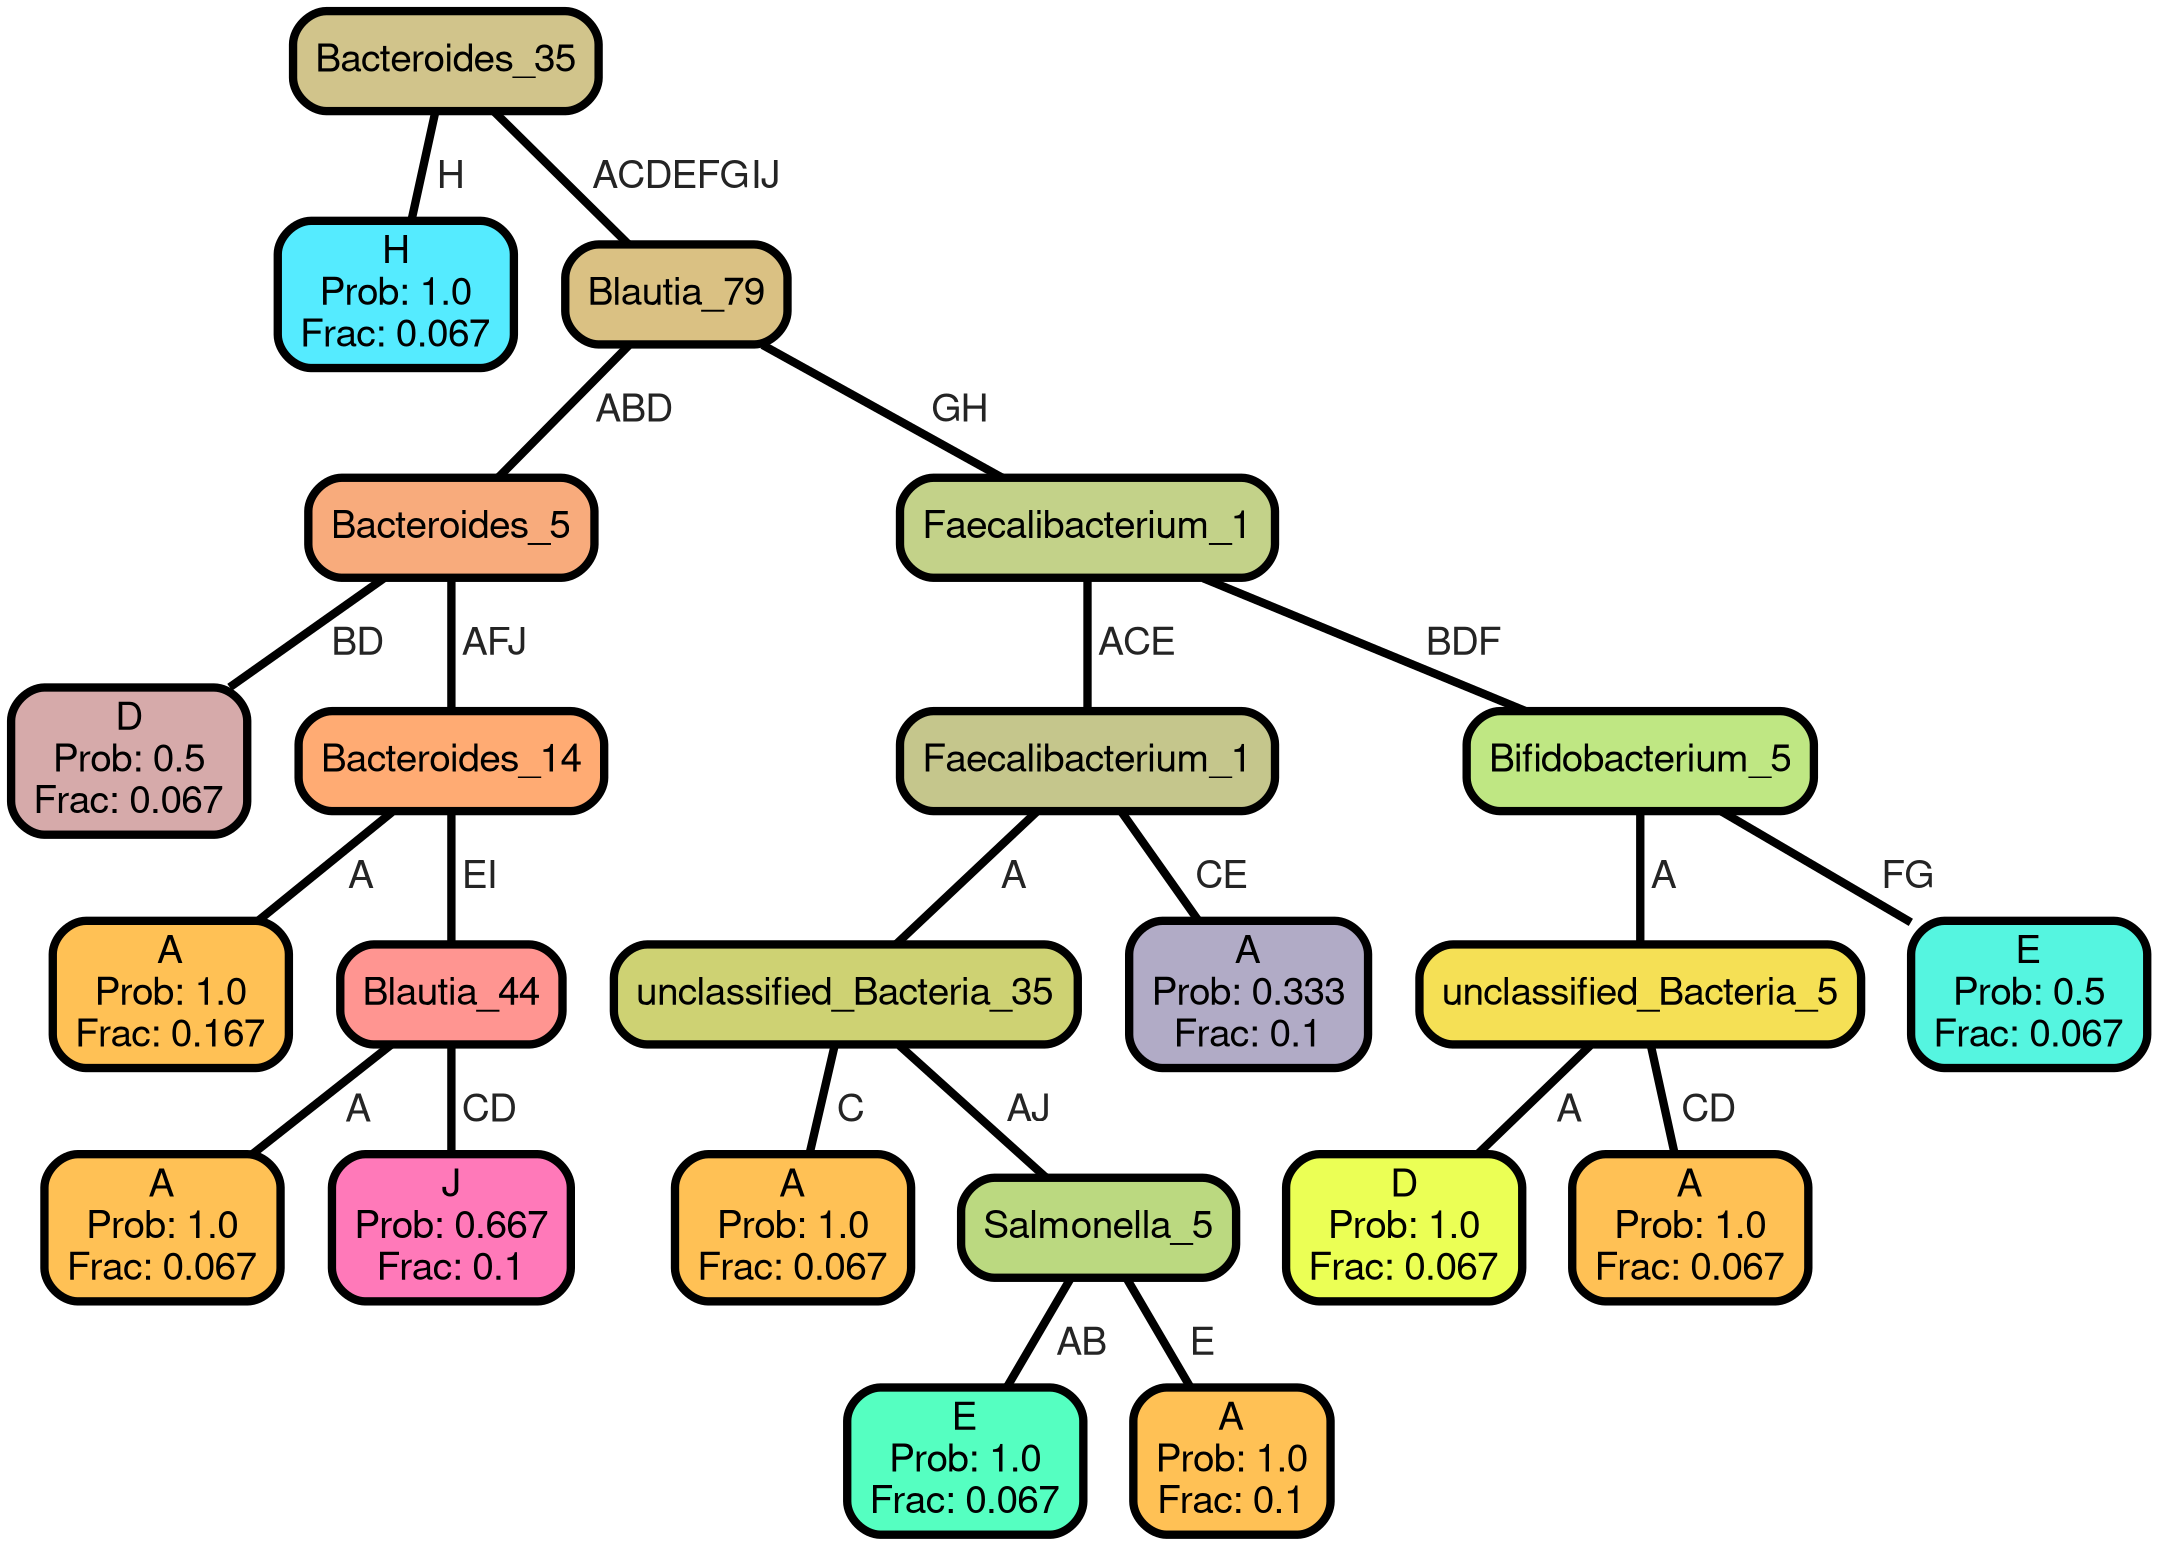 Bacteroides_35
H
ACDEFGIJ
H
Prob: 1.0
Frac: 0.067
Blautia_79
ABD
GH
Bacteroides_5
Faecalibacterium_1
BD
AFJ
ACE
BDF
D
Prob: 0.5
Frac: 0.067
Bacteroides_14
Faecalibacterium_1
Bifidobacterium_5
A
EI
A
CE
A
FG
A
Prob: 1.0
Frac: 0.167
Blautia_44
unclassified_Bacteria_35
A
Prob: 0.333
Frac: 0.1
unclassified_Bacteria_5
E
Prob: 0.5
Frac: 0.067
A
CD
C
AJ
A
CD
A
Prob: 1.0
Frac: 0.067
J
Prob: 0.667
Frac: 0.1
A
Prob: 1.0
Frac: 0.067
Salmonella_5
D
Prob: 1.0
Frac: 0.067
A
Prob: 1.0
Frac: 0.067
AB
E
E
Prob: 1.0
Frac: 0.067
A
Prob: 1.0
Frac: 0.1